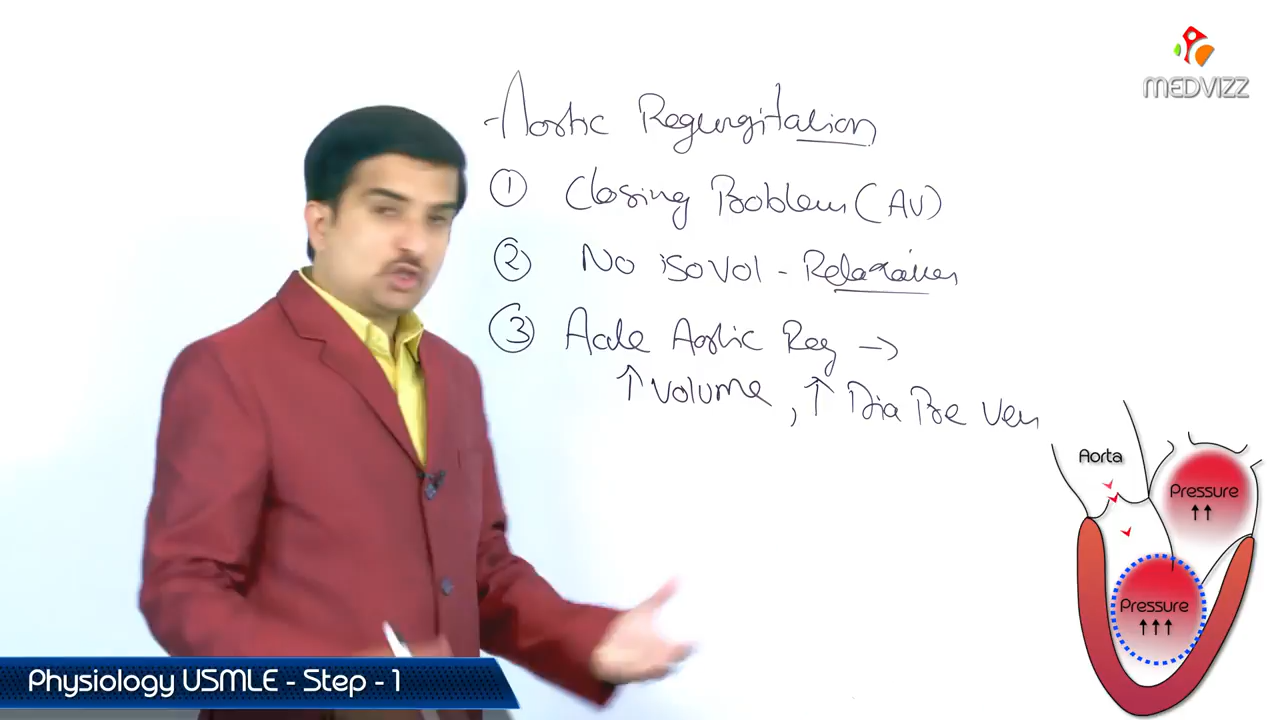 MEDVIZZ
Aortic Regurgitation
① Closing Problem (AV)
② No isovol - Relaxation
③ Acute Aortic Reg →
↑ Volume, ↑ Dia Pre Ven
Aorta
Pressure
↑↑
Pressure
↑↑↑
Physiology USMLE - Step - 1